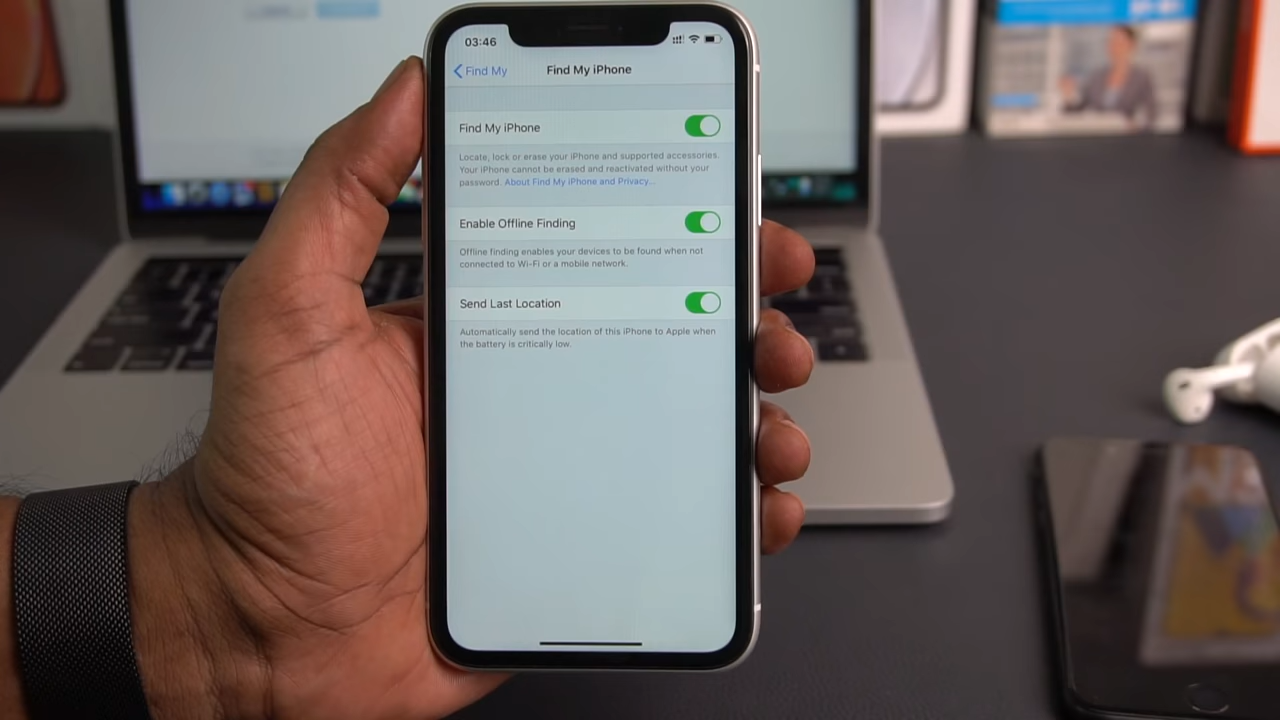 03:46
Find My
Find My iPhone
Find My iPhone
Locate, lock or erase your iPhone and supported accessories.
Your iPhone cannot be erased and reactivated without your
password. About Find My iPhone and Privacy...
Enable Offline Finding
Offline finding enables your devices to be found when not
connected to Wi-Fi or a mobile network.
Send Last Location
Automatically send the location of this iPhone to Apple when
the battery is critically low.